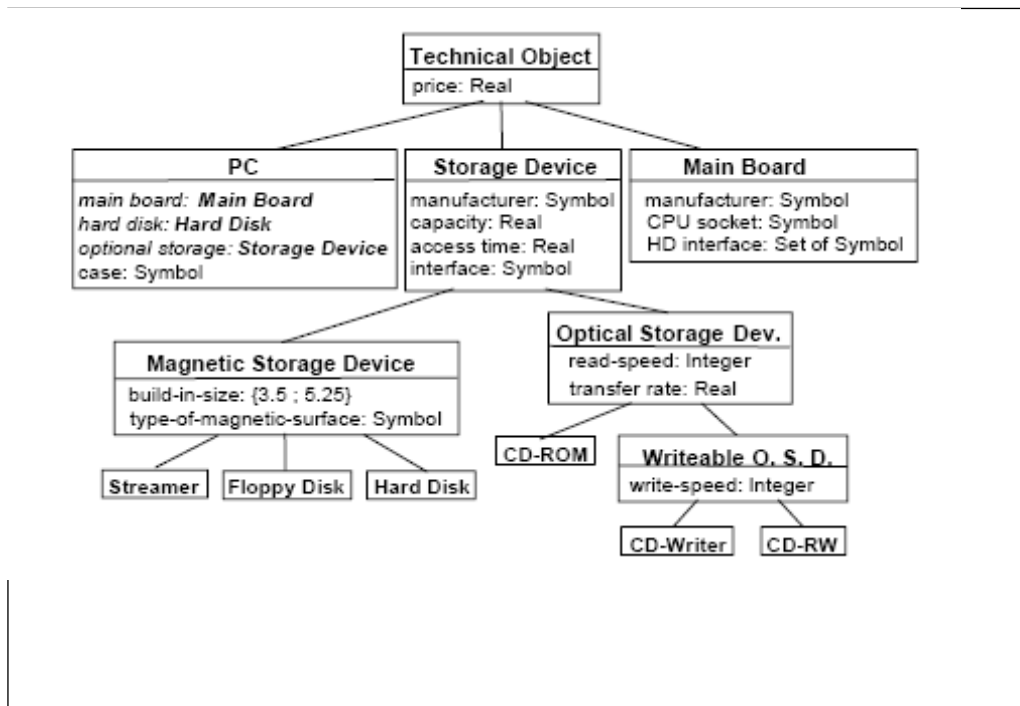 Technical Object
price: Real
PC
main board: Main Board
hard disk: Hard Disk
optional storage: Storage Device
case: Symbol
Storage Device
manufacturer: Symbol
capacity: Real
access time: Real
interface: Symbol
Main Board
manufacturer: Symbol
CPU socket: Symbol
HD interface: Set of Symbol
Magnetic Storage Device
build-in-size: {3.5 ; 5.25}
type-of-magnetic-surface: Symbol
Optical Storage Dev.
read-speed: Integer
transfer rate: Real
Streamer
Floppy Disk
Hard Disk
CD-ROM
Writeable O. S. D.
write-speed: Integer
CD-Writer
CD-RW